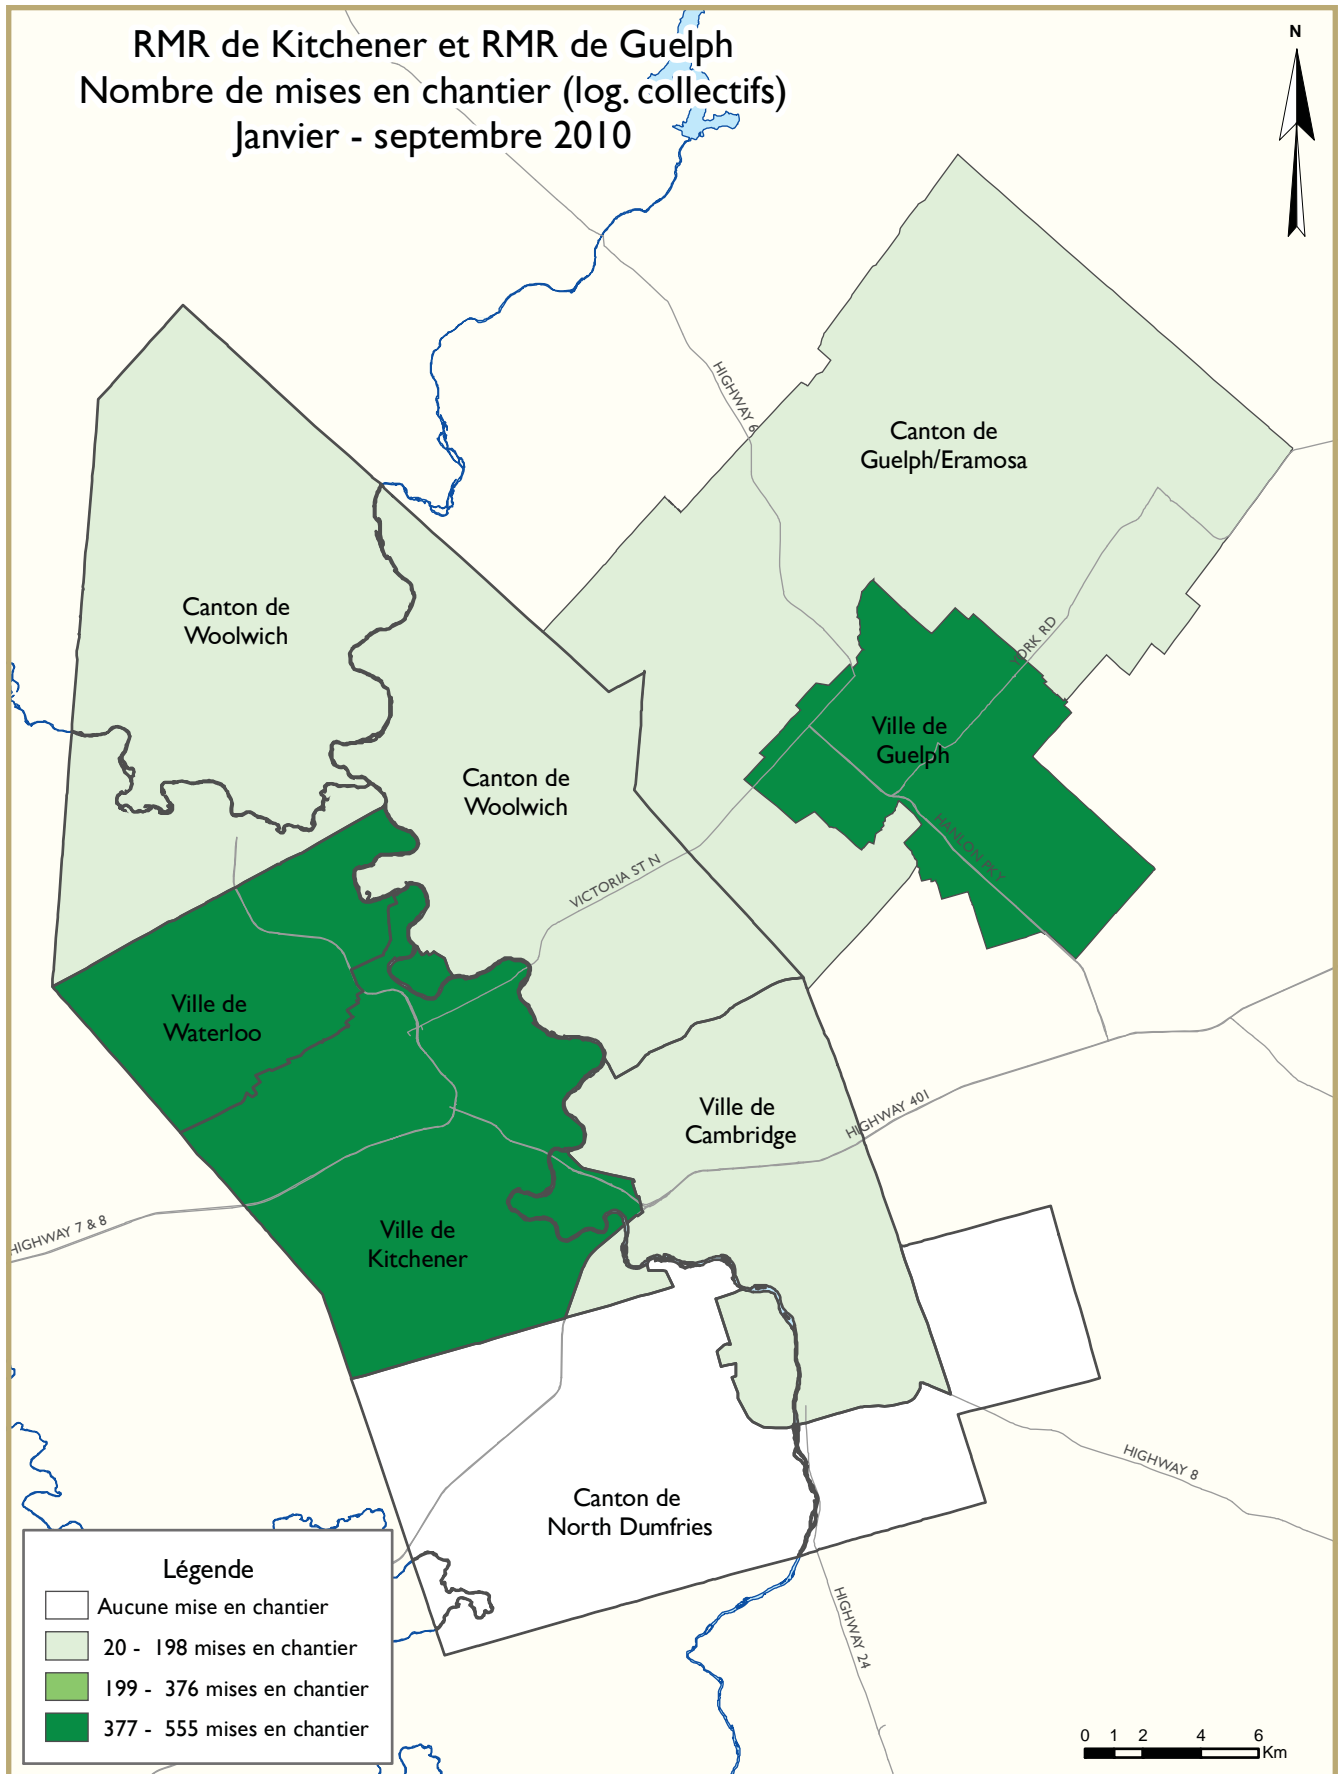 RMR de Kitchener et RMR de Guelph
Nombre de mises en chantier (log. collectifs)
Janvier - septembre 2010
N
HIGHWAY 6
Canton de
Guelph/Eramosa
Canton de
Woolwich
YORK RD
Ville de
Guelph
Canton de
Woolwich
HANLON PKY
VICTORIA ST N
Ville de
Waterloo
Ville de
Cambridge
HIGHWAY 401
HIGHWAY 7 & 8
Ville de
Kitchener
HIGHWAY 8
Canton de
North Dumfries
HIGHWAY 24
Légende
Aucune mise en chantier
20 - 198 mises en chantier
199 - 376 mises en chantier
377 - 555 mises en chantier
0 1 2 4 6
Km